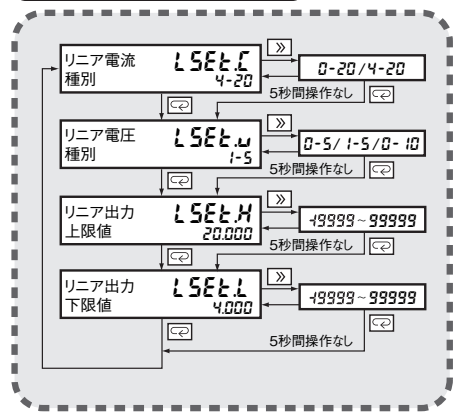 リニア電流
種別
LSEt.C
4-20
0-20/4-20
5秒間操作なし
リニア電圧
種別
LSEt.u
1-5
0-5/1-5/0-10
5秒間操作なし
リニア出力
上限値
LSEt.H
20.000
-19999~99999
5秒間操作なし
リニア出力
下限値
LSEt.L
4.000
-19999~99999
5秒間操作なし